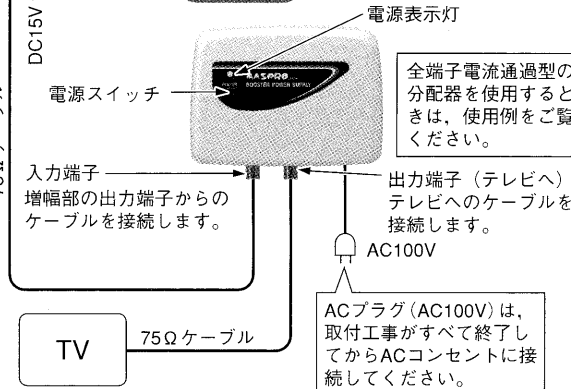 電源表示灯
DC15V
MASPRO
BOOSTER POWER SUPPLY
電源スイッチ
全端子電流通過型の
分配器を使用すると
きは，使用例をご覧
ください。
入力端子
増幅部の出力端子からの
ケーブルを接続します。
出力端子（テレビへ）
テレビへのケーブルを
接続します。
AC100V
ACプラグ(AC100V)は，
取付工事がすべて終了し
てからACコンセントに接
続してください。
75Ωケーブル
TV